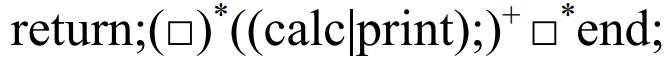 return;(□)*((calc|print);)+ □*end;